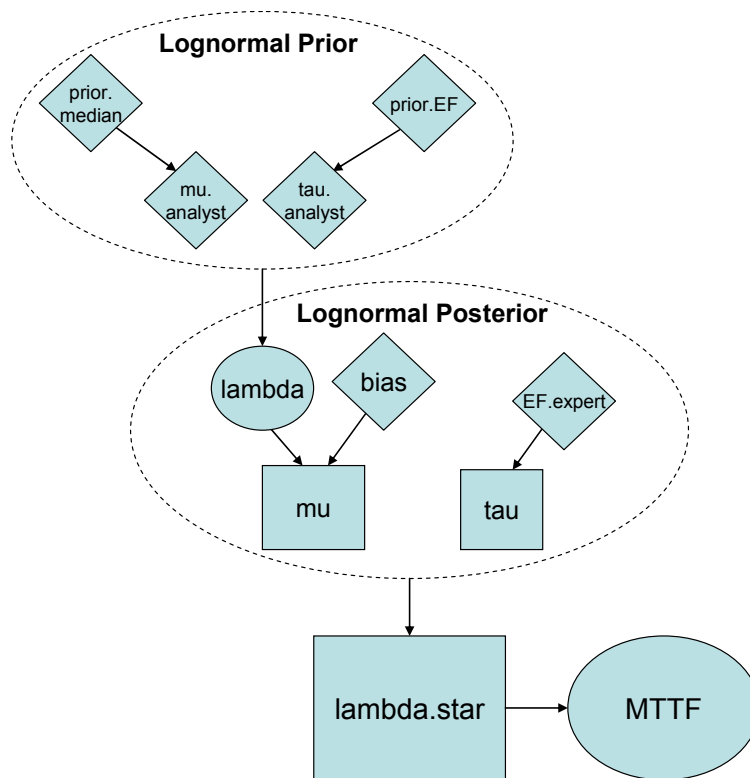 Lognormal Prior
prior.
median
prior.EF
mu.
analyst
tau.
analyst
Lognormal Posterior
lambda
bias
EF.expert
mu
tau
lambda.star
MTTF